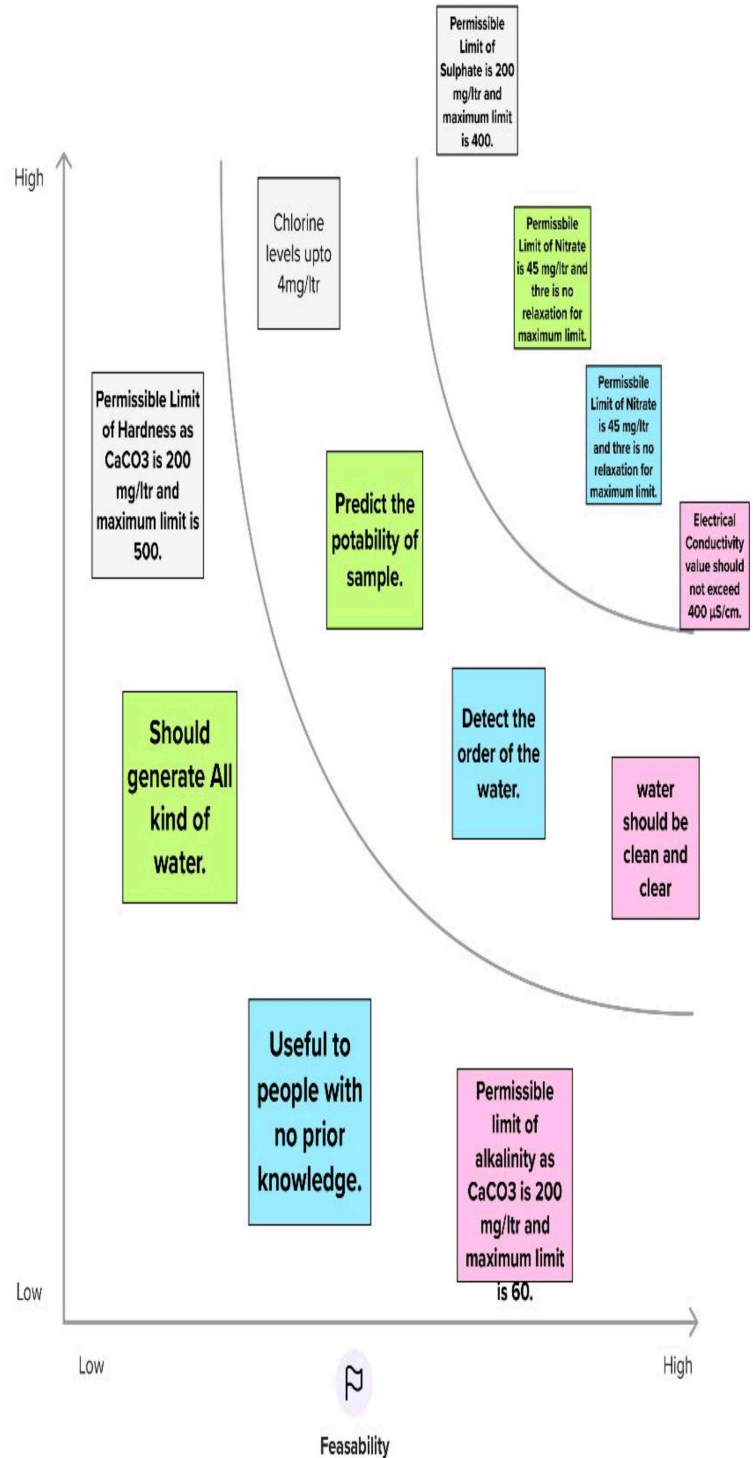 Permissible
Limit of
Sulphate is 200
mg/ltr and
maximum limit
is 400.
High
Chlorine
levels upto
4mg/ltr
Permissbile
Limit of Nitrate
is 45 mg/ltr and
thre is no
relaxation for
maximum limit.
Permissbile
Limit of Nitrate
is 45 mg/ltr
and thre is no
relaxation for
maximum limit.
Permissible Limit
of Hardness as
CaCO3 is 200
mg/ltr and
maximum limit is
500.
Predict the
potability of
sample.
Electrical
Conductivity
value should
not exceed
400 µS/cm.
Should
generate All
kind of
water.
Detect the
order of the
water.
water
should be
clean and
clear
Useful to
people with
no prior
knowledge.
Permissible
limit of
alkalinity as
CaCO3 is 200
mg/ltr and
maximum limit
is 60.
Low
Low
High
Feasability